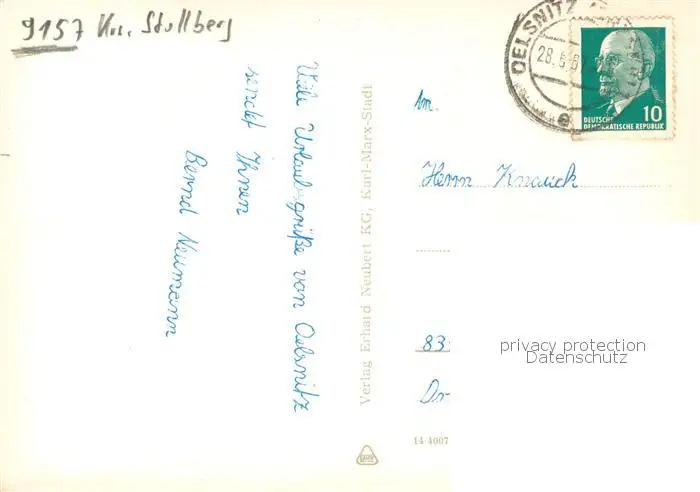 9157 Krs. Stollberg
Viele Urlaubsgrüße von Oelsnitz
sendet Ihnen
Bernd Neumann
Verlag Erhard Neubert KG, Karl-Marx-Stadt
14-4007
OELSNITZ
28.6.6
10
DEUTSCHE
DEMOKRATISCHE REPUBLIK
An
Herrn Knauck
83
privacy protection
Datenschutz